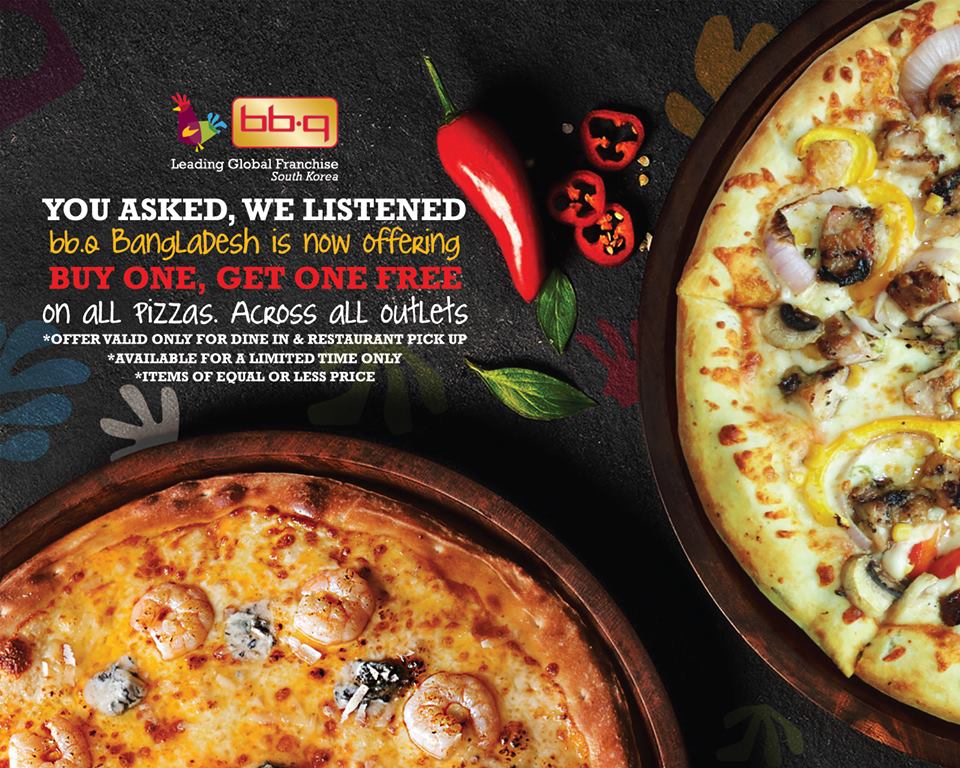 bb.q
Leading Global Franchise
South Korea
YOU ASKED, WE LISTENED
bb.Q BanglaDesh is now offering
BUY ONE, GET ONE FREE
on all Pizzas. Across all outlets
*OFFER VALID ONLY FOR DINE IN & RESTAURANT PICK UP
*AVAILABLE FOR A LIMITED TIME ONLY
*ITEMS OF EQUAL OR LESS PRICE